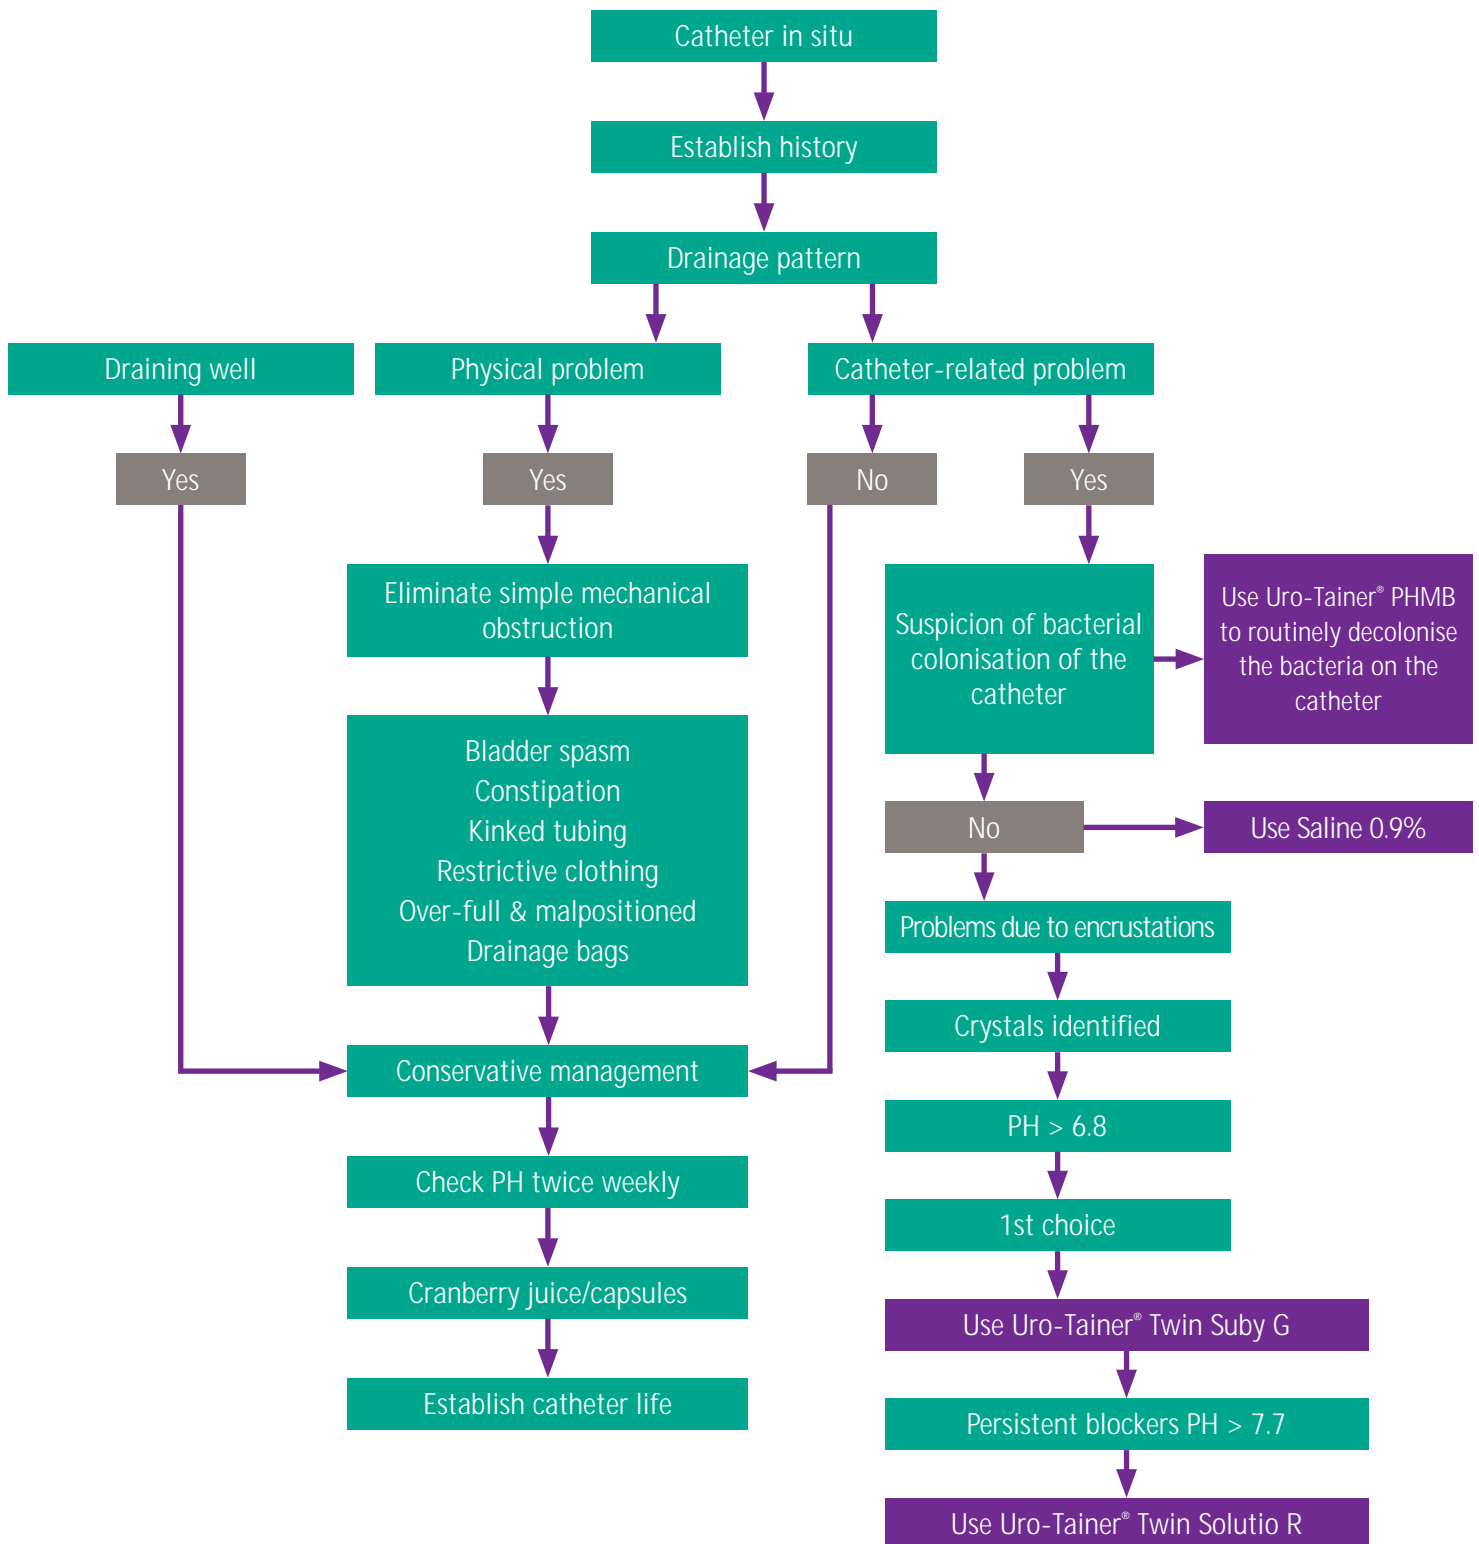 Catheter in situ
Establish history
Drainage pattern
Draining well
Physical problem
Catheter-related problem
Yes
Yes
No
Yes
Eliminate simple mechanical
obstruction
Suspicion of bacterial
colonisation of the
catheter
Use Uro-Tainer® PHMB
to routinely decolonise
the bacteria on the
catheter
Bladder spasm
Constipation
Kinked tubing
Restrictive clothing
Over-full & malpositioned
Drainage bags
No
Use Saline 0.9%
Problems due to encrustations
Crystals identified
Conservative management
PH > 6.8
Check PH twice weekly
1st choice
Cranberry juice/capsules
Use Uro-Tainer® Twin Suby G
Establish catheter life
Persistent blockers PH > 7.7
Use Uro-Tainer® Twin Solutio R